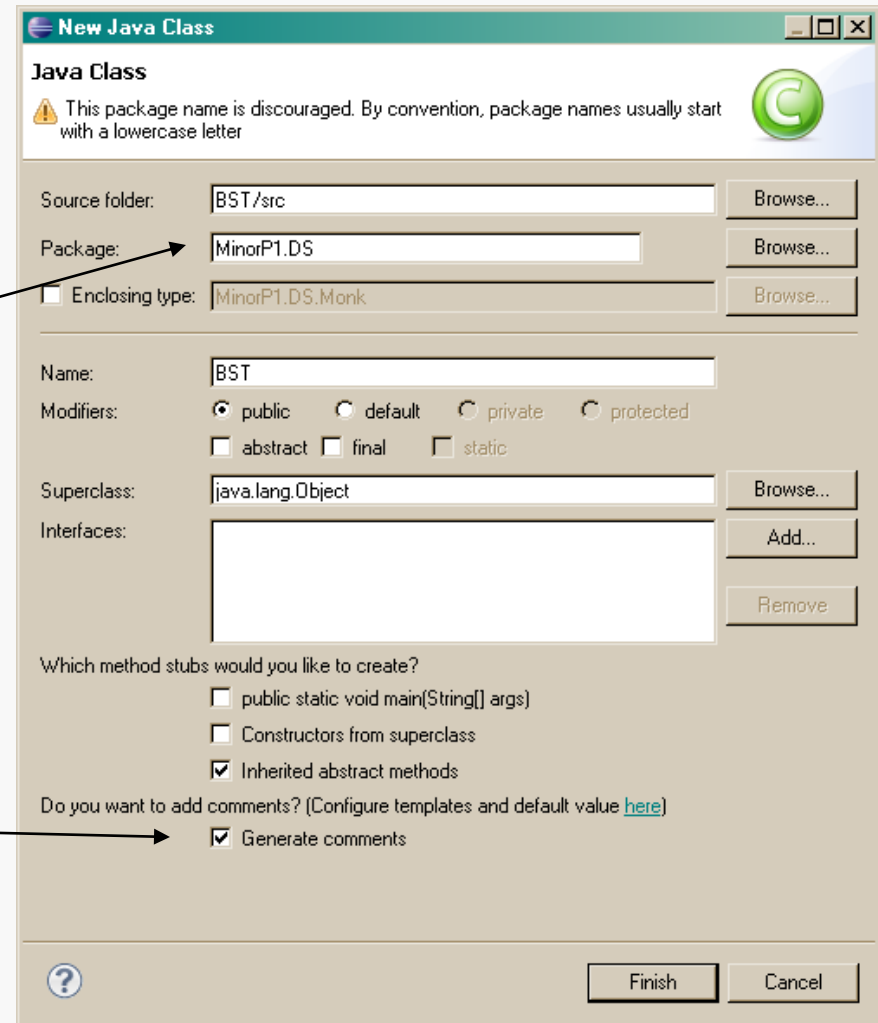 New Java Class
Java Class
This package name is discouraged. By convention, package names usually start
with a lowercase letter
C
Source folder: BST/src Browse...
Package: MinorP1.DS Browse...
Enclosing type: MinorP1.DS.Monk Browse...
Name: BST
Modifiers: public default private protected
abstract final static
Superclass: java.lang.Object Browse...
Interfaces: Add...
Remove
Which method stubs would you like to create?
public static void main(String[] args)
Constructors from superclass
Inherited abstract methods
Do you want to add comments? (Configure templates and default value here)
Generate comments
? Finish Cancel